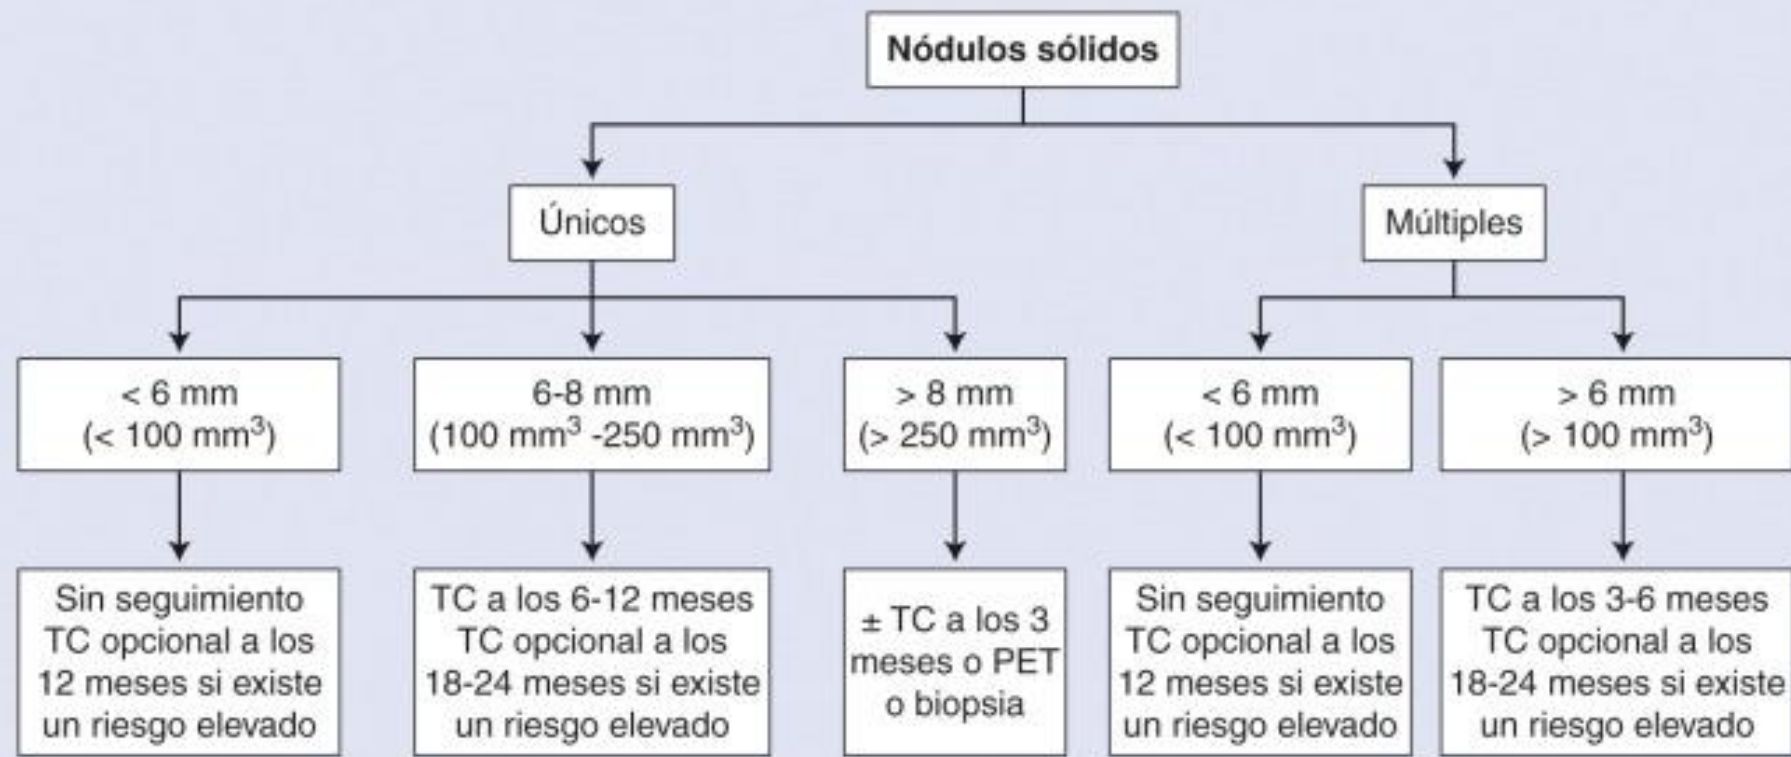 Nódulos sólidos
Únicos
Múltiples
< 6 mm
(< 100 mm³)
6-8 mm
(100 mm³ -250 mm³)
> 8 mm
(> 250 mm³)
< 6 mm
(< 100 mm³)
> 6 mm
(> 100 mm³)
Sin seguimiento
TC opcional a los
12 meses si existe
un riesgo elevado
TC a los 6-12 meses
TC opcional a los
18-24 meses si existe
un riesgo elevado
± TC a los 3
meses o PET
o biopsia
Sin seguimiento
TC opcional a los
12 meses si existe
un riesgo elevado
TC a los 3-6 meses
TC opcional a los
18-24 meses si existe
un riesgo elevado